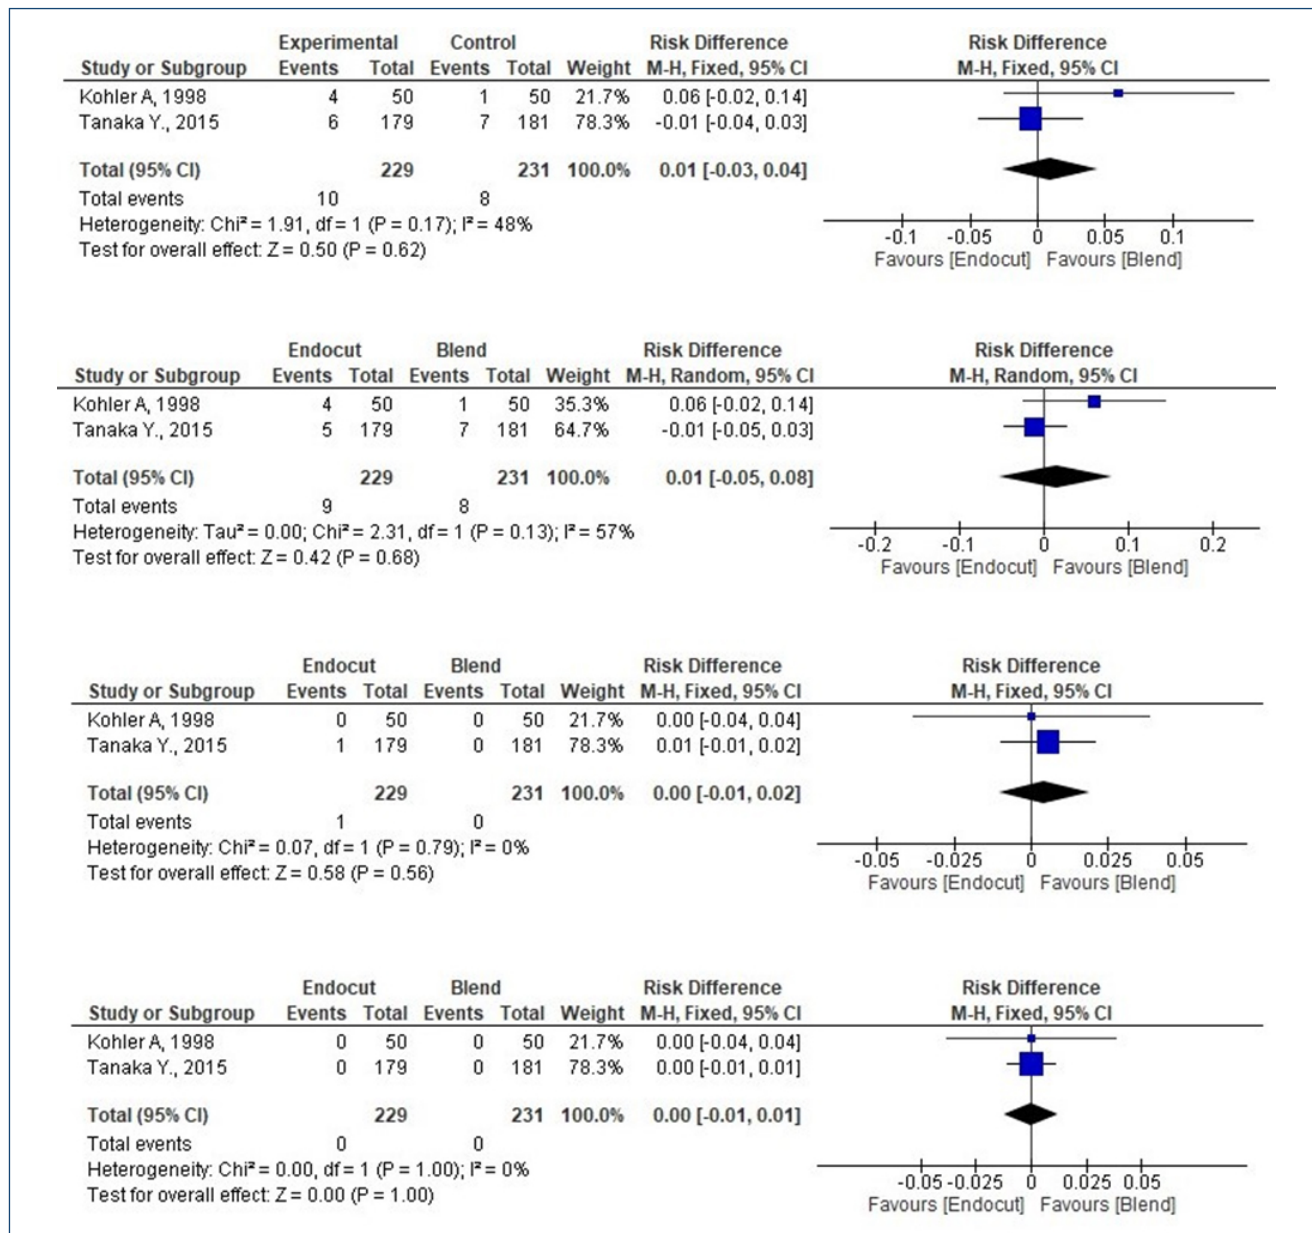 Experimental Control Risk Difference Risk Difference
Study or Subgroup Events Total Events Total Weight M-H, Fixed, 95% CI M-H, Fixed, 95% CI
Kohler A, 1998 4 50 1 50 21.7% 0.06 [-0.02, 0.14]
Tanaka Y., 2015 6 179 7 181 78.3% -0.01 [-0.04, 0.03]
Total (95% CI) 229 231 100.0% 0.01 [-0.03, 0.04]
Total events 10 8
Heterogeneity: Chi² = 1.91, df = 1 (P = 0.17); I² = 48%
Test for overall effect: Z = 0.50 (P = 0.62)
-0.1 -0.05 0 0.05 0.1
Favours [Endocut] Favours [Blend]
Endocut Blend Risk Difference Risk Difference
Study or Subgroup Events Total Events Total Weight M-H, Random, 95% CI M-H, Random, 95% CI
Kohler A, 1998 4 50 1 50 35.3% 0.06 [-0.02, 0.14]
Tanaka Y., 2015 5 179 7 181 64.7% -0.01 [-0.05, 0.03]
Total (95% CI) 229 231 100.0% 0.01 [-0.05, 0.08]
Total events 9 8
Heterogeneity: Tau² = 0.00; Chi² = 2.31, df = 1 (P = 0.13); I² = 57%
Test for overall effect: Z = 0.42 (P = 0.68)
-0.2 -0.1 0 0.1 0.2
Favours [Endocut] Favours [Blend]
Endocut Blend Risk Difference Risk Difference
Study or Subgroup Events Total Events Total Weight M-H, Fixed, 95% CI M-H, Fixed, 95% CI
Kohler A, 1998 0 50 0 50 21.7% 0.00 [-0.04, 0.04]
Tanaka Y., 2015 1 179 0 181 78.3% 0.01 [-0.01, 0.02]
Total (95% CI) 229 231 100.0% 0.00 [-0.01, 0.02]
Total events 1 0
Heterogeneity: Chi² = 0.07, df = 1 (P = 0.79); I² = 0%
Test for overall effect: Z = 0.58 (P = 0.56)
-0.05 -0.025 0 0.025 0.05
Favours [Endocut] Favours [Blend]
Endocut Blend Risk Difference Risk Difference
Study or Subgroup Events Total Events Total Weight M-H, Fixed, 95% CI M-H, Fixed, 95% CI
Kohler A, 1998 0 50 0 50 21.7% 0.00 [-0.04, 0.04]
Tanaka Y., 2015 0 179 0 181 78.3% 0.00 [-0.01, 0.01]
Total (95% CI) 229 231 100.0% 0.00 [-0.01, 0.01]
Total events 0 0
Heterogeneity: Chi² = 0.00, df = 1 (P = 1.00); I² = 0%
Test for overall effect: Z = 0.00 (P = 1.00)
-0.05 -0.025 0 0.025 0.05
Favours [Endocut] Favours [Blend]